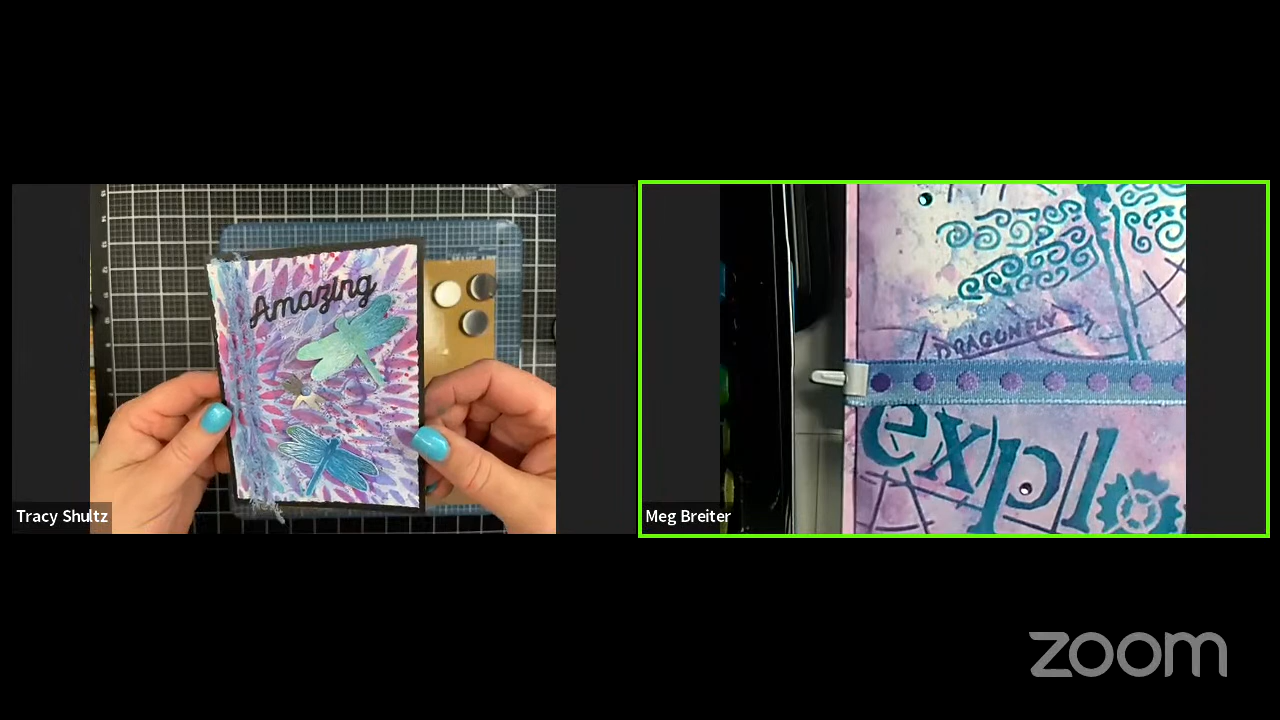 Amazing
Tracy Shultz
DRAGONFLY
explo
Meg Breiter
zoom